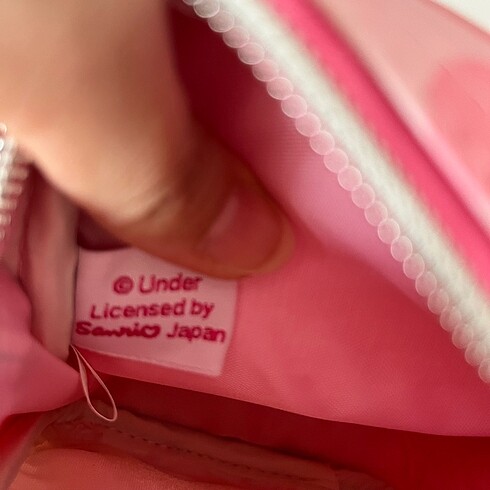 © Under
Licensed by
Sanrio Japan